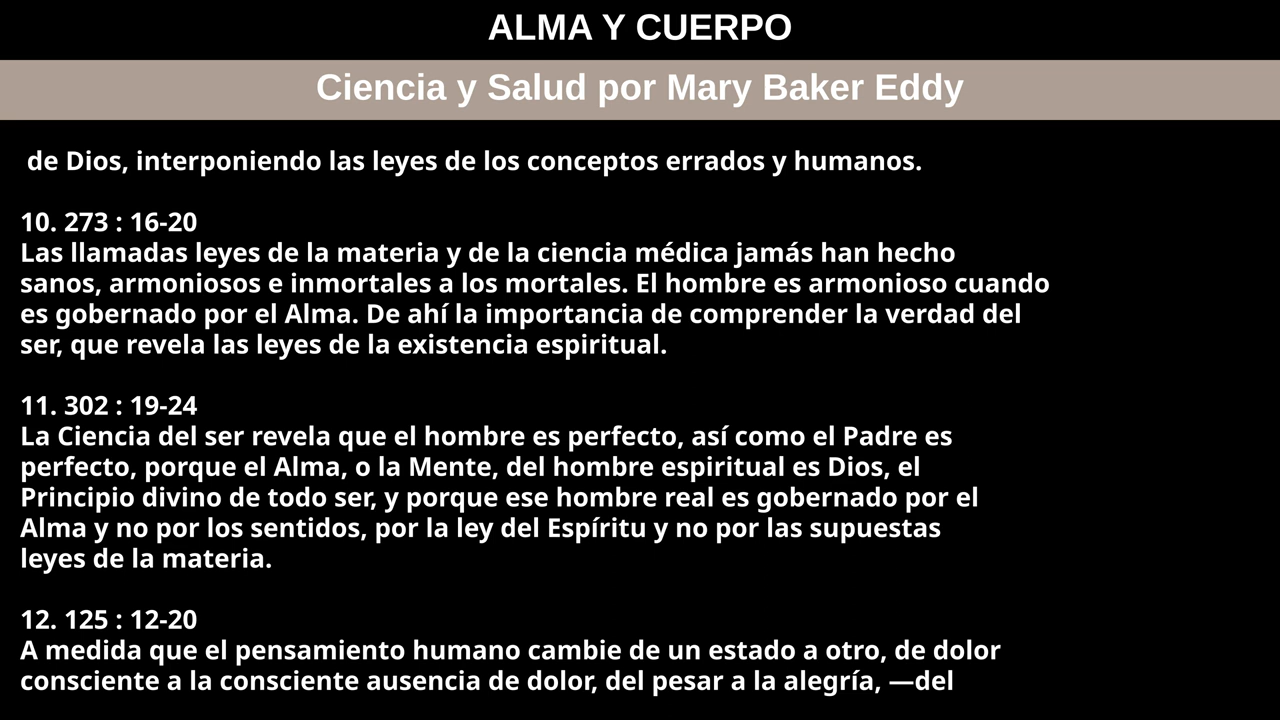 ALMA Y CUERPO
Ciencia y Salud por Mary Baker Eddy
de Dios, interponiendo las leyes de los conceptos errados y humanos.
10. 273 : 16-20
Las llamadas leyes de la materia y de la ciencia médica jamás han hecho
sanos, armoniosos e inmortales a los mortales. El hombre es armonioso cuando
es gobernado por el Alma. De ahí la importancia de comprender la verdad del
ser, que revela las leyes de la existencia espiritual.
11. 302 : 19-24
La Ciencia del ser revela que el hombre es perfecto, así como el Padre es
perfecto, porque el Alma, o la Mente, del hombre espiritual es Dios, el
Principio divino de todo ser, y porque ese hombre real es gobernado por el
Alma y no por los sentidos, por la ley del Espíritu y no por las supuestas
leyes de la materia.
12. 125 : 12-20
A medida que el pensamiento humano cambie de un estado a otro, de dolor
consciente a la consciente ausencia de dolor, del pesar a la alegría, —del